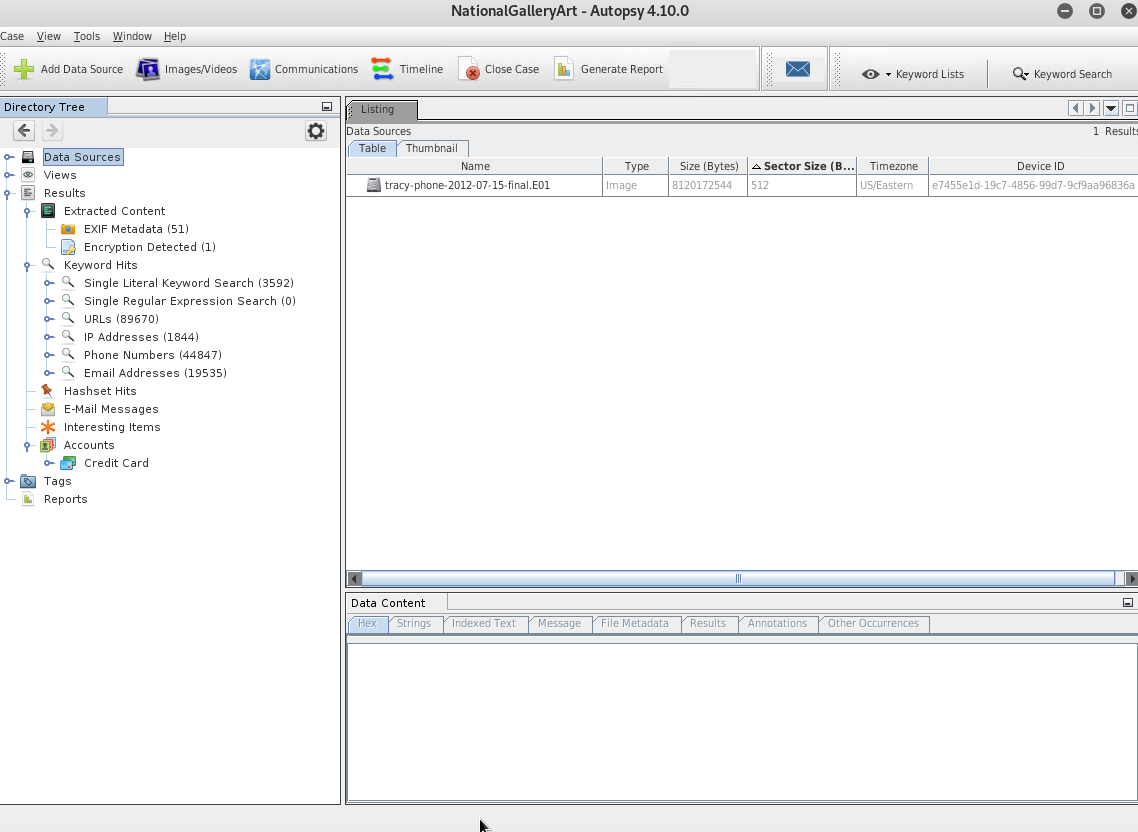 NationalGalleryArt - Autopsy 4.10.0
Case View Tools Window Help
Add Data Source Images/Videos Communications Timeline Close Case Generate Report Keyword Lists Keyword Search
Directory Tree
Data Sources
Views
Results
Extracted Content
EXIF Metadata (51)
Encryption Detected (1)
Keyword Hits
Single Literal Keyword Search (3592)
Single Regular Expression Search (0)
URLs (89670)
IP Addresses (1844)
Phone Numbers (44847)
Email Addresses (19535)
Hashset Hits
E-Mail Messages
Interesting Items
Accounts
Credit Card
Tags
Reports
Listing
Data Sources 1 Results
Table Thumbnail
Name Type Size (Bytes) Sector Size (B... Timezone Device ID
tracy-phone-2012-07-15-final.E01 Image 8120172544 512 US/Eastern e7455e1d-19c7-4856-99d7-9cf9aa96836a
Data Content
Hex Strings Indexed Text Message File Metadata Results Annotations Other Occurrences